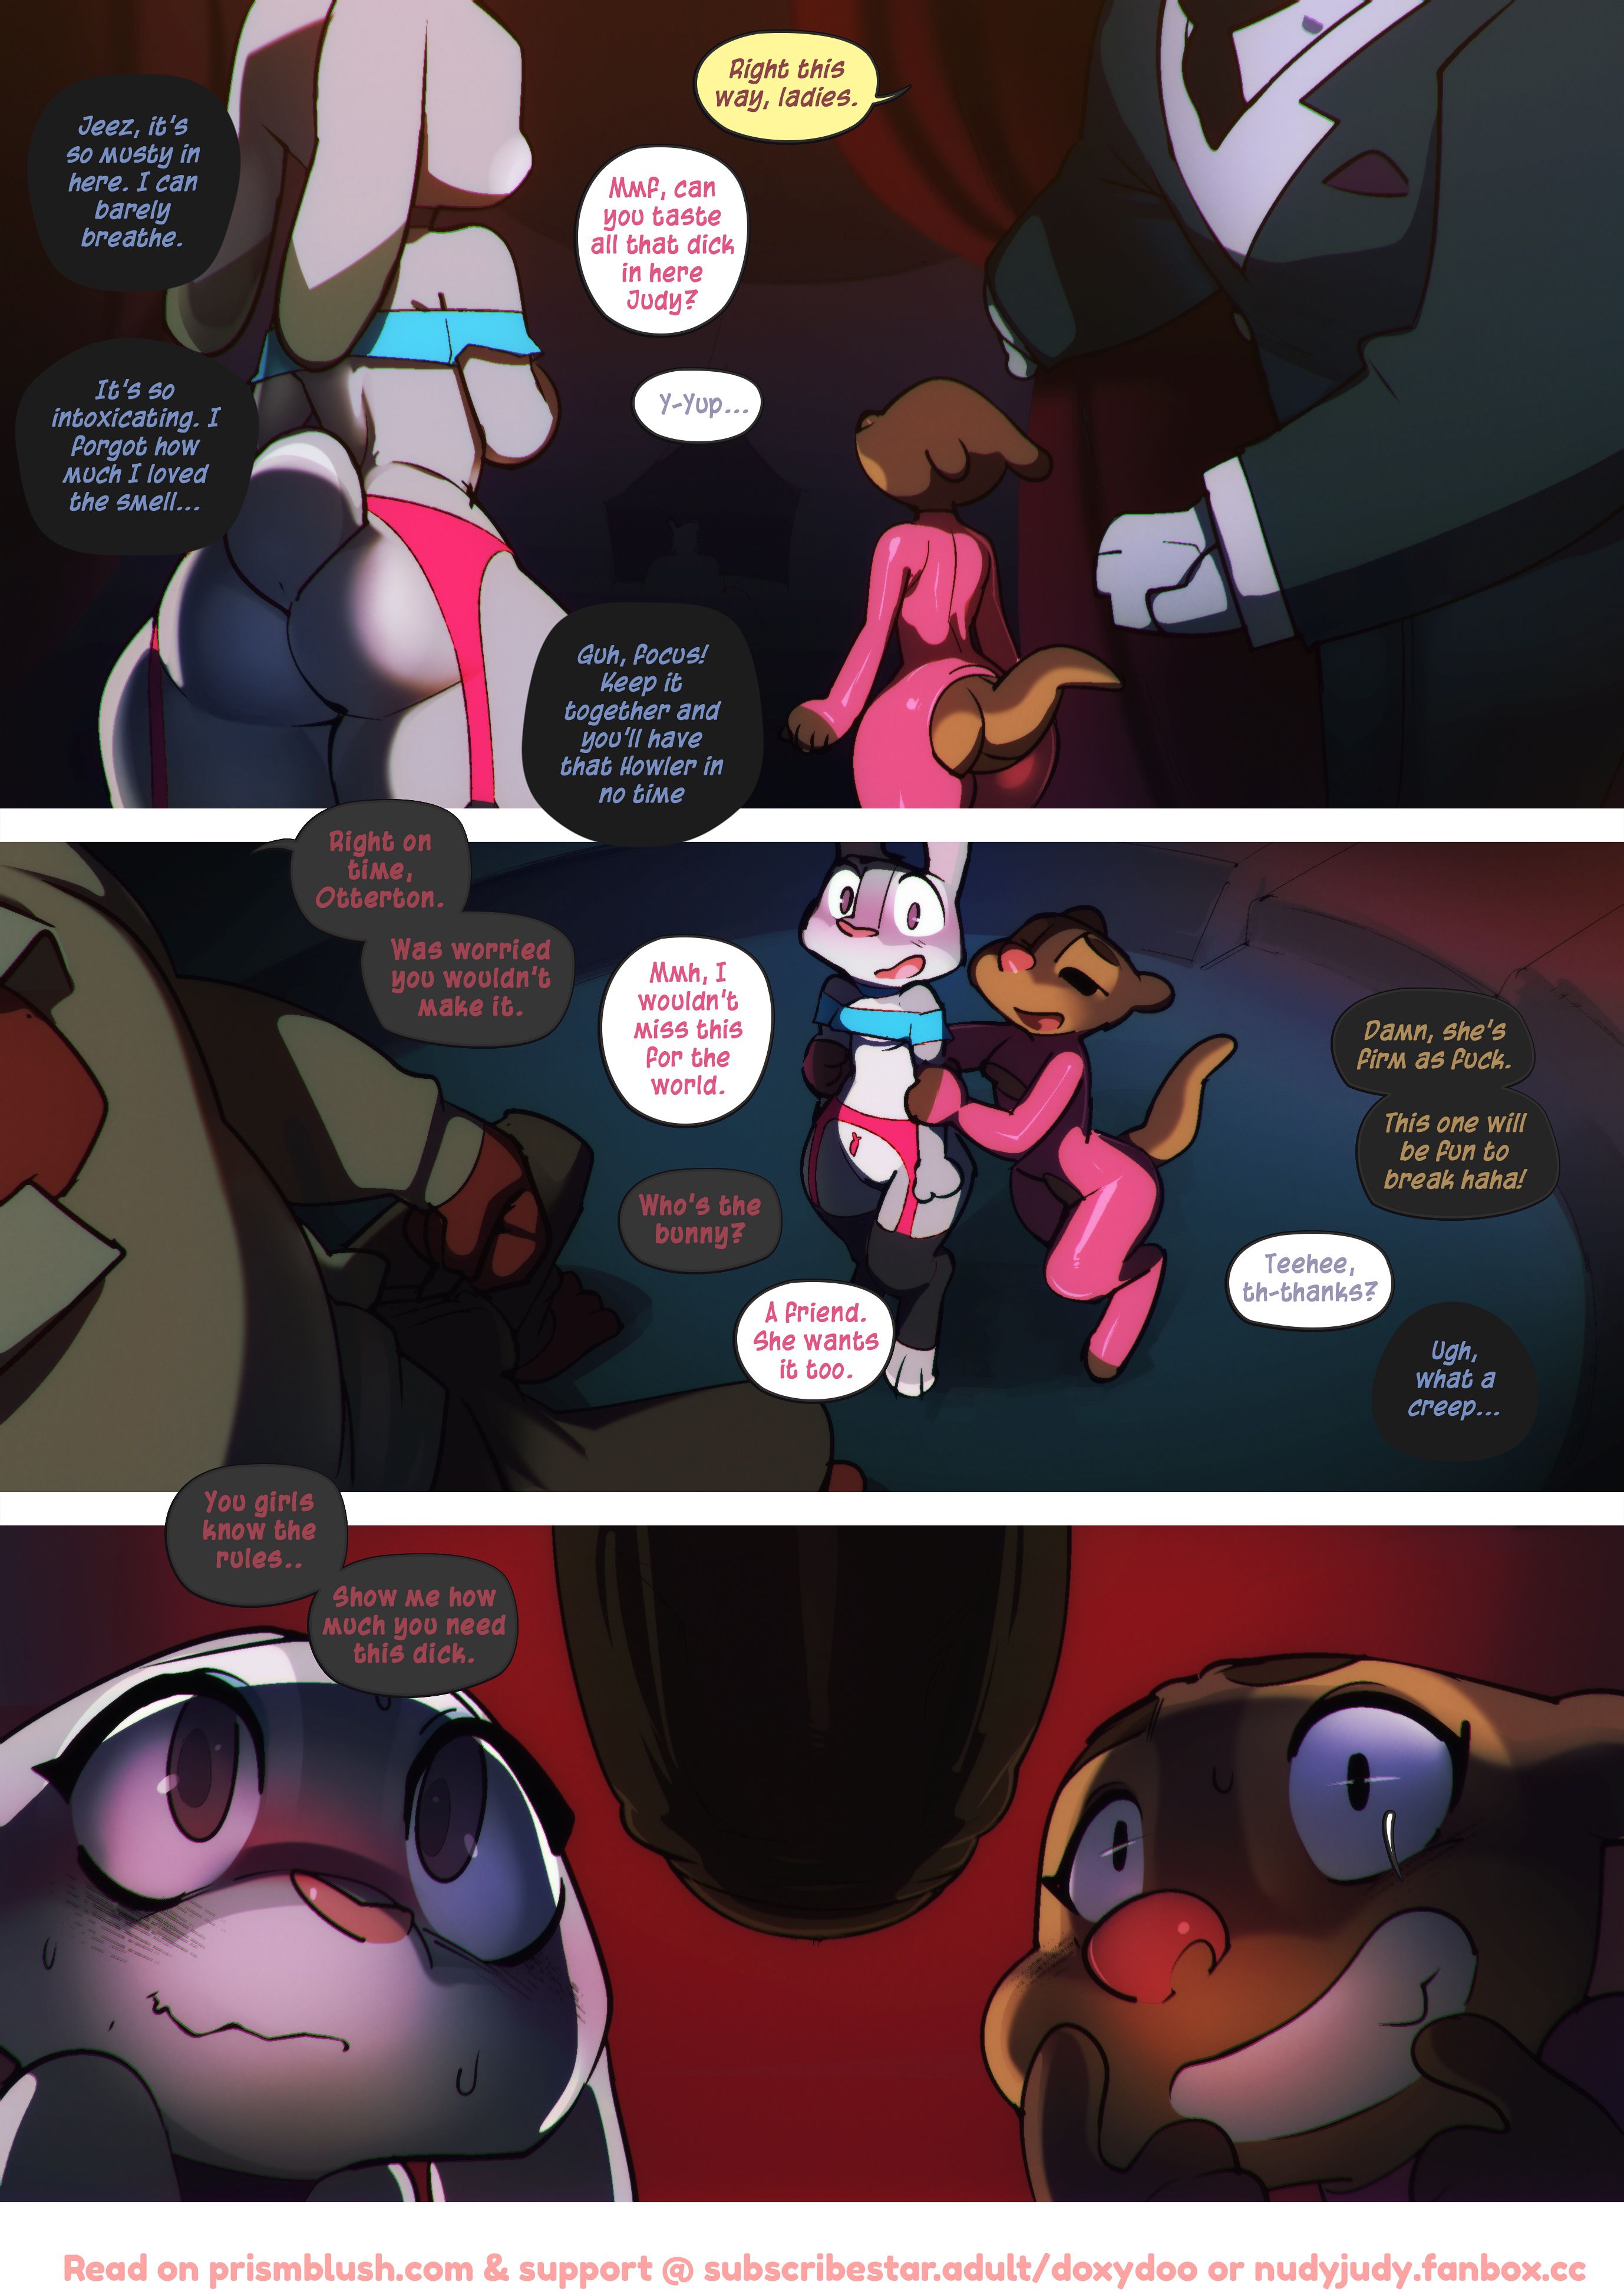 Right this
way, ladies.
Jeez, it's
so musty in
here. I can
barely
breathe.
Mmf, can
you taste
all that dick
in here
Judy?
Y-Yup...
It's so
intoxicating. I
forgot how
much I loved
the smell...
Guh, focus!
Keep it
together and
you'll have
that Howler in
no time
Right on
time,
Otterton.
Was worried
you wouldn't
make it.
Mmh, I
wouldn't
miss this
for the
world.
Who's the
bunny?
A friend.
She wants
it too.
Damn, she's
firm as fuck.
This one will
be fun to
break haha!
Teehee,
th-thanks?
Ugh,
what a
creep...
You girls
know the
rules..
Show me how
much you need
this dick.
Read on prismblush.com & support @ subscribestar.adult/doxydoo or nudyjudy.fanbox.cc